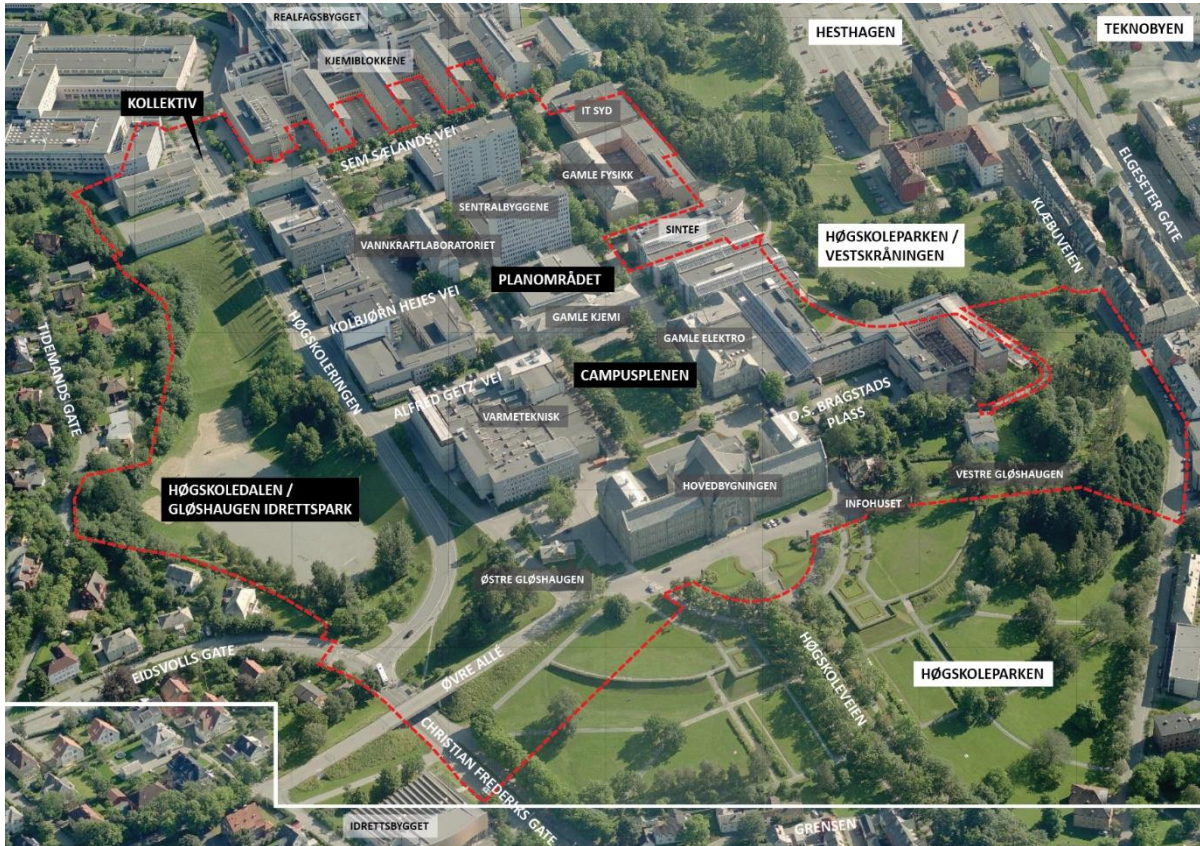 REALFAGSBYGGET
HESTHAGEN
TEKNOBYEN
KJEMIBLOKKENE
KOLLEKTIV
IT SYD
SEM SÆLANDS VEI
GAMLE FYSIKK
ELGESETER GATE
SENTRALBYGGENE
KLÆBUVEIEN
SINTEF
VANNKRAFTLABORATORIET
HØGSKOLEPARKEN /
VESTSKRÅNINGEN
PLANOMRÅDET
KOLBJØRN HEJES VEI
GAMLE KJEMI
GAMLE ELEKTRO
TIDEMANDS GATE
HØGSKOLERINGEN
CAMPUSPLENEN
ALFRED GETZ' VEI
O.S. BRAGSTADS
PLASS
VARMETEKNISK
VESTRE GLØSHAUGEN
HOVEDBYGNINGEN
HØGSKOLEDALEN /
GLØSHAUGEN IDRETTSPARK
INFOHUSET
ØSTRE GLØSHAUGEN
EIDSVOLLS GATE
ØVRE ALLÈ
HØGSKOLEVEIEN
HØGSKOLEPARKEN
CHRISTIAN FREDERIKS GATE
IDRETTSBYGGET
GRENSEN